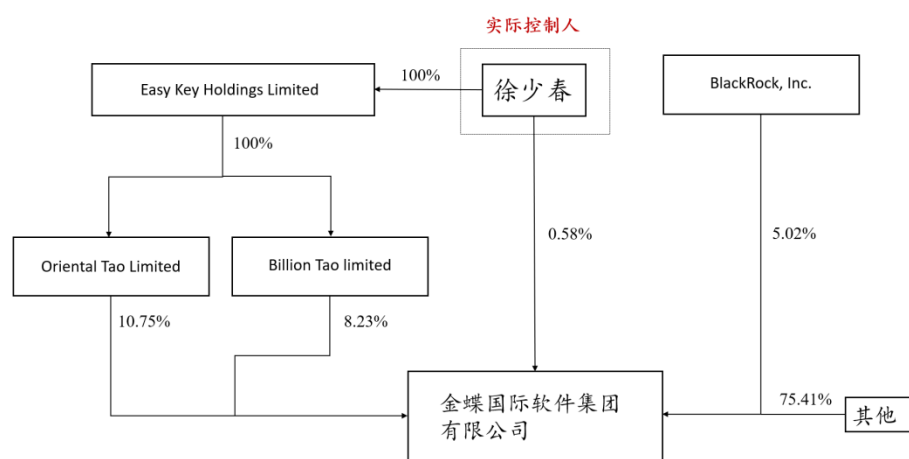 实际控制人
Easy Key Holdings Limited
100%
徐少春
BlackRock, Inc.
100%
0.58%
5.02%
Oriental Tao Limited
Billion Tao limited
10.75%
8.23%
金蝶国际软件集团
有限公司
75.41%
其他